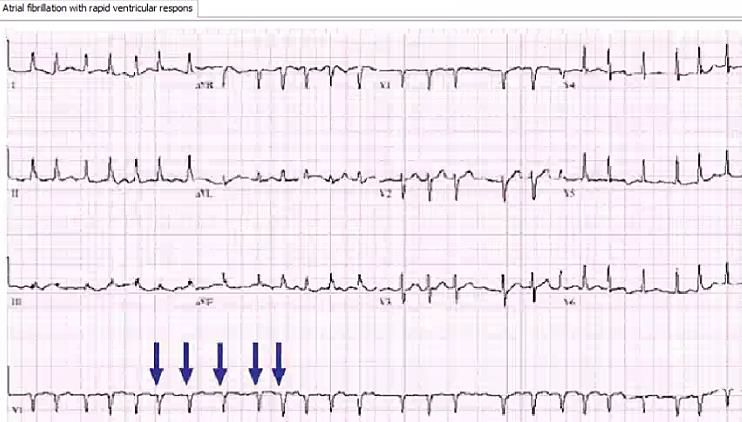 Atrial fibrillation with rapid ventricular respons
I aVR V1 V4
II aVL V2 V5
III aVF V3 V6
V1